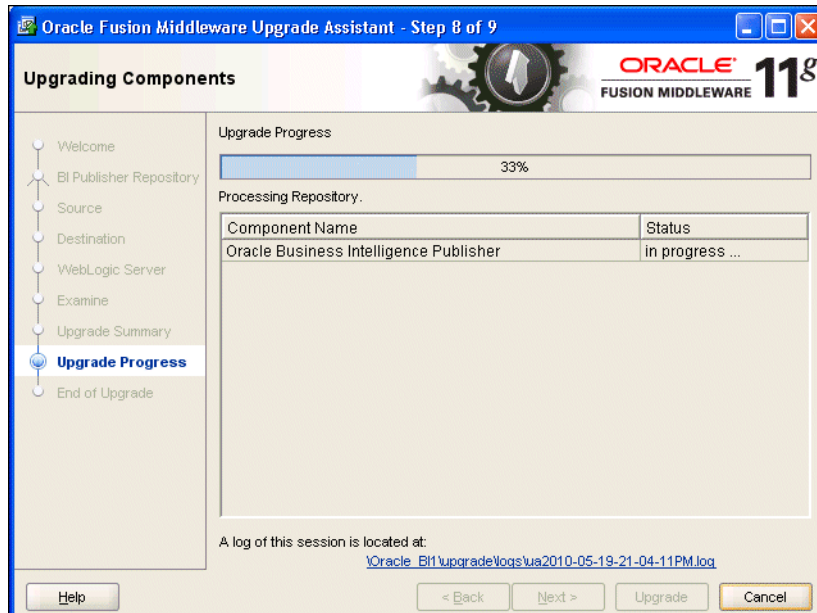 Oracle Fusion Middleware Upgrade Assistant - Step 8 of 9
Upgrading Components
ORACLE
FUSION MIDDLEWARE 11g
Welcome
BI Publisher Repository
Source
Destination
WebLogic Server
Examine
Upgrade Summary
Upgrade Progress
End of Upgrade
Upgrade Progress
33%
Processing Repository.
Component Name Status
Oracle Business Intelligence Publisher in progress ...
A log of this session is located at:
\Oracle_BI1\upgrade\logs\ua2010-05-19-21-04-11PM.log
Help < Back Next > Upgrade Cancel